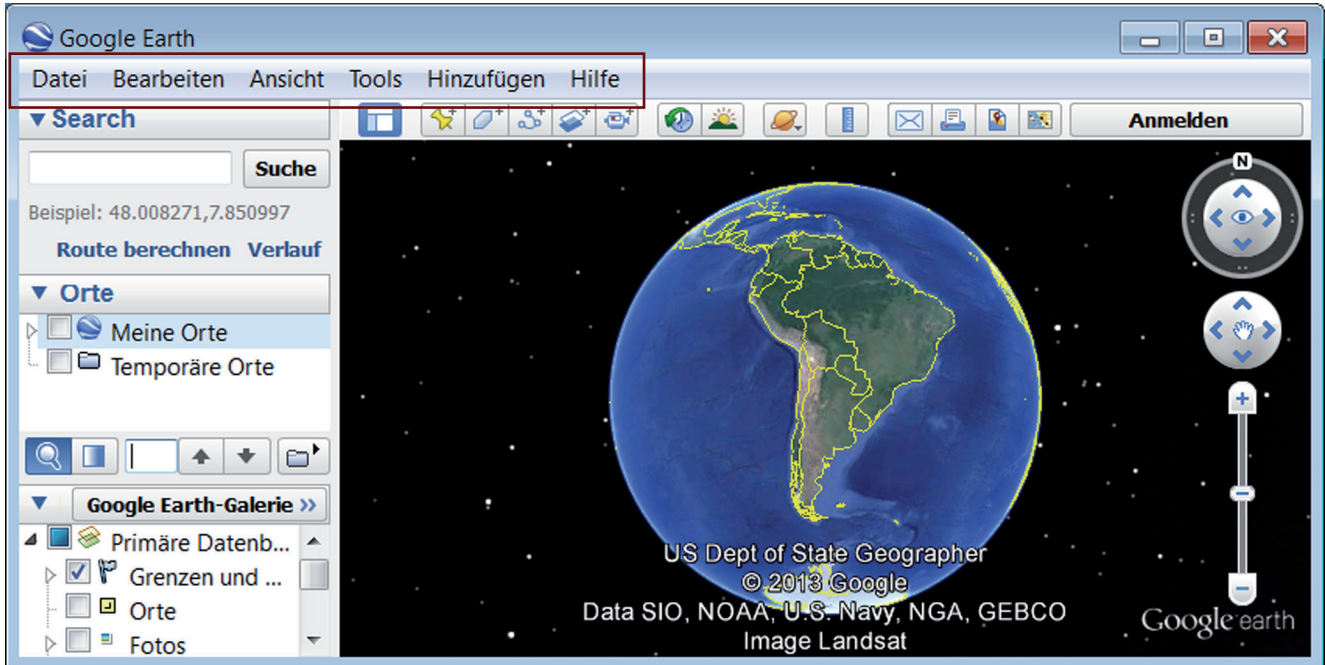 Google Earth
Datei Bearbeiten Ansicht Tools Hinzufügen Hilfe
▼ Search
Anmelden
Suche
Beispiel: 48.008271,7.850997
Route berechnen Verlauf
▼ Orte
Meine Orte
Temporäre Orte
Google Earth-Galerie »
Primäre Datenb...
Grenzen und ...
Orte
Fotos
N
US Dept of State Geographer
© 2013 Google
Data SIO, NOAA, U.S. Navy, NGA, GEBCO
Image Landsat
Google earth